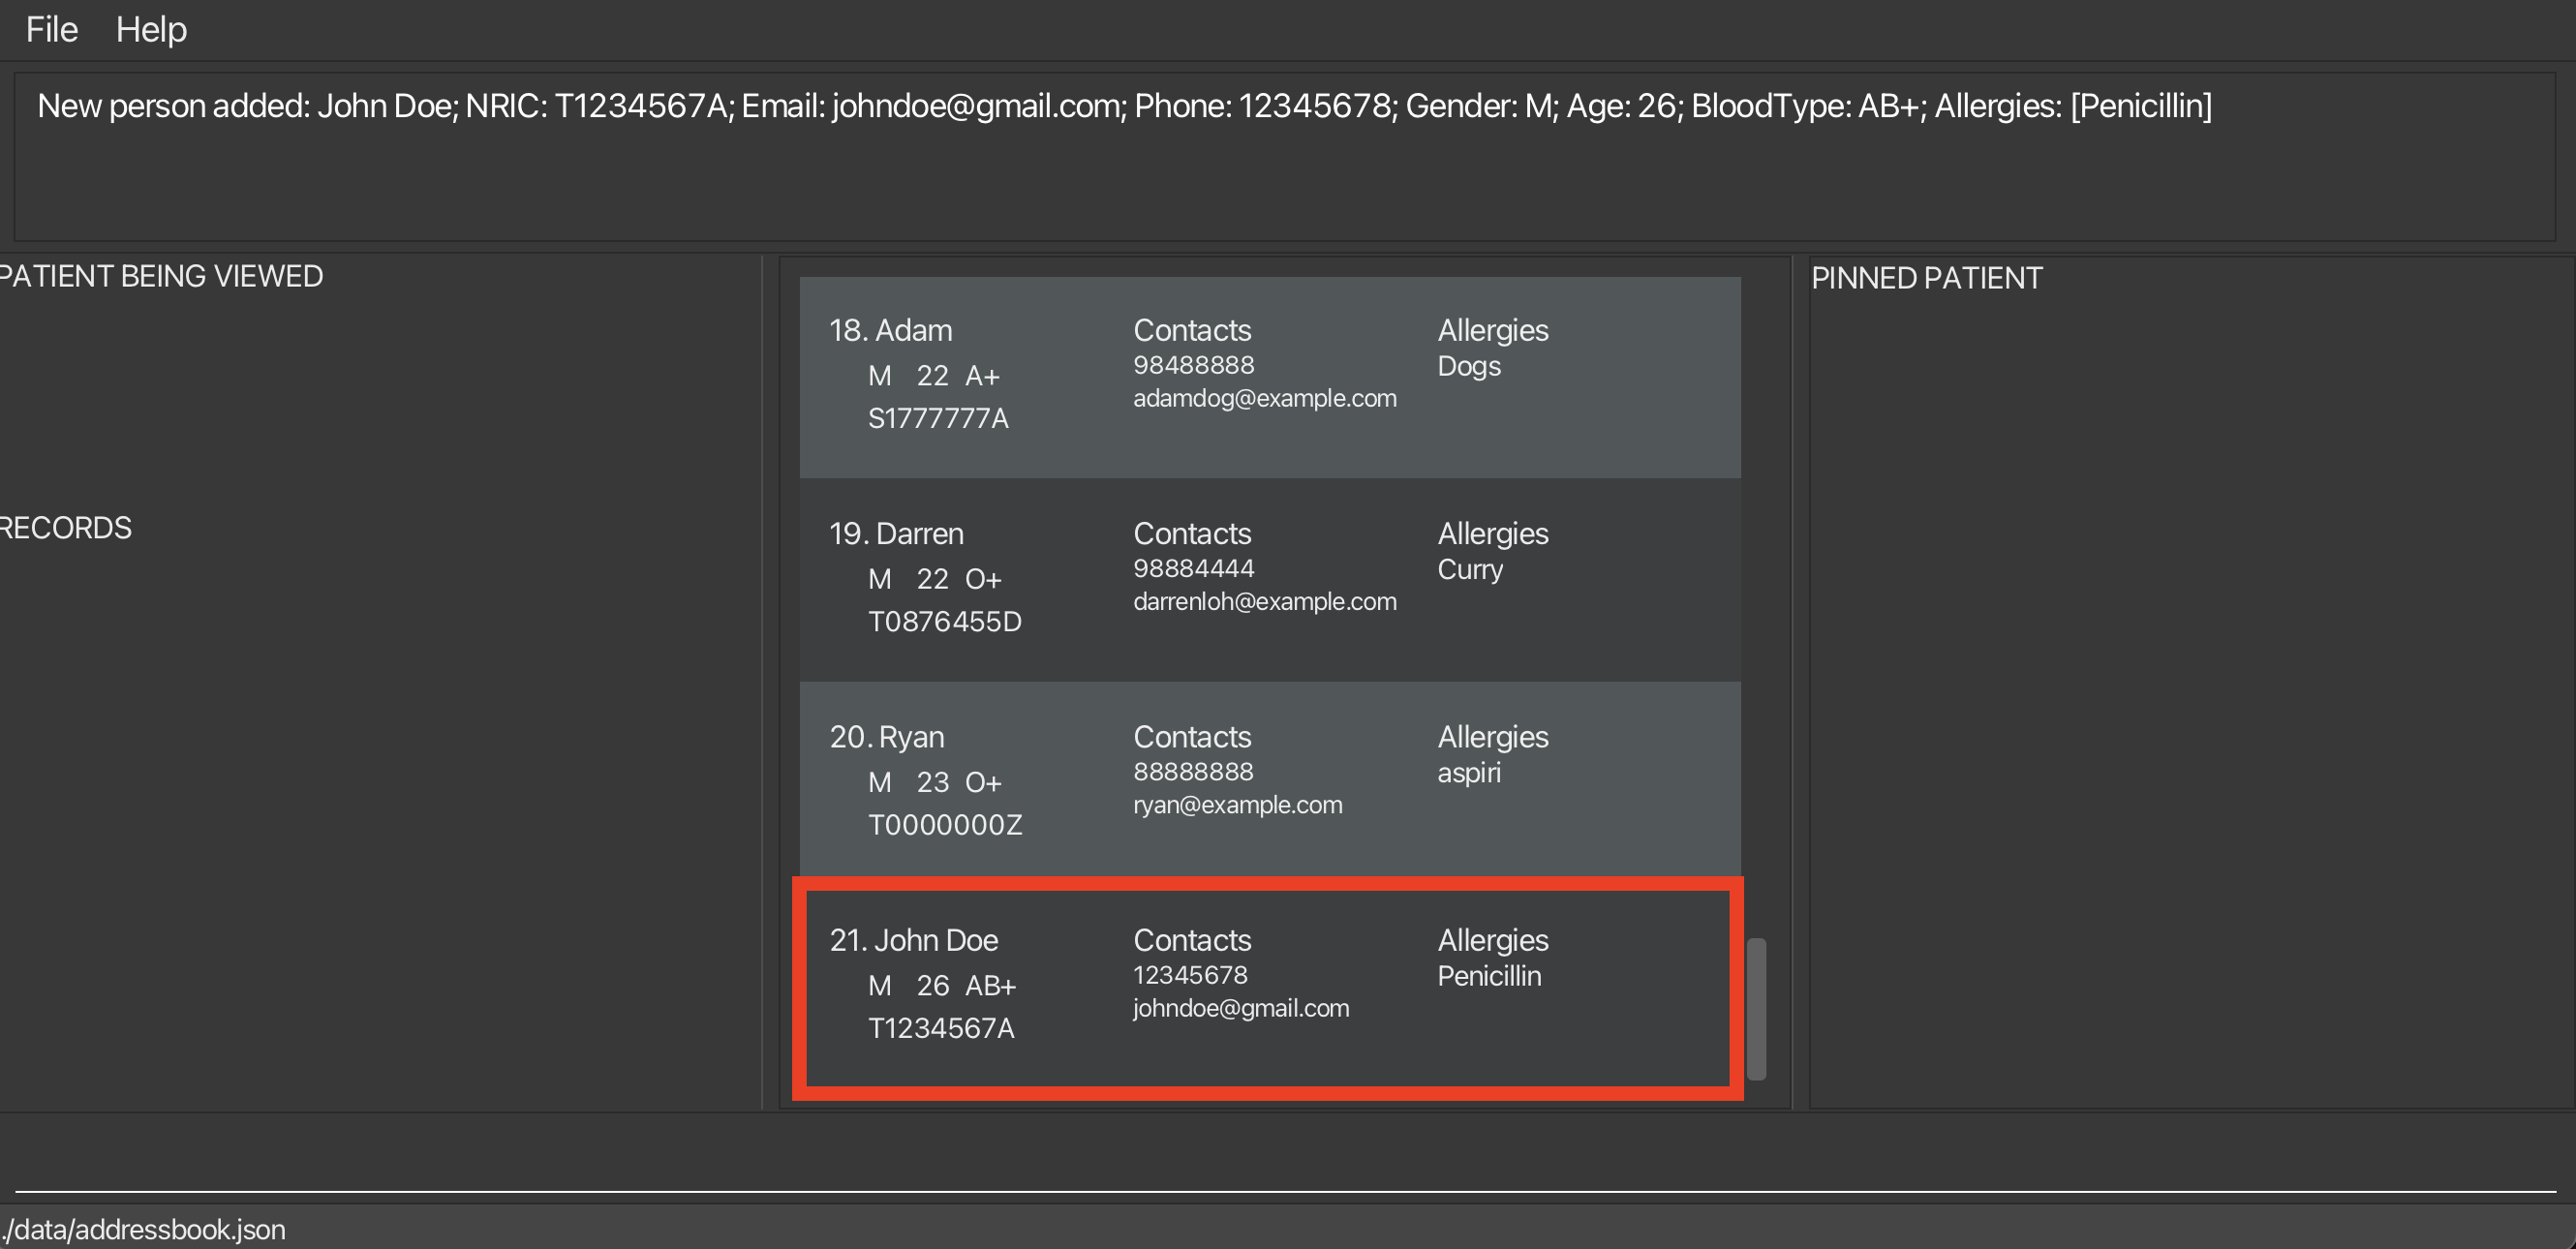 File Help
New person added: John Doe; NRIC: T1234567A; Email: johndoe@gmail.com; Phone: 12345678; Gender: M; Age: 26; BloodType: AB+; Allergies: [Penicillin]
PATIENT BEING VIEWED
RECORDS
18. Adam
M 22 A+
S1777777A
Contacts
98488888
adamdog@example.com
Allergies
Dogs
19. Darren
M 22 O+
T0876455D
Contacts
98884444
darrenloh@example.com
Allergies
Curry
20. Ryan
M 23 O+
T0000000Z
Contacts
88888888
ryan@example.com
Allergies
aspiri
21. John Doe
M 26 AB+
T1234567A
Contacts
12345678
johndoe@gmail.com
Allergies
Penicillin
PINNED PATIENT
./data/addressbook.json